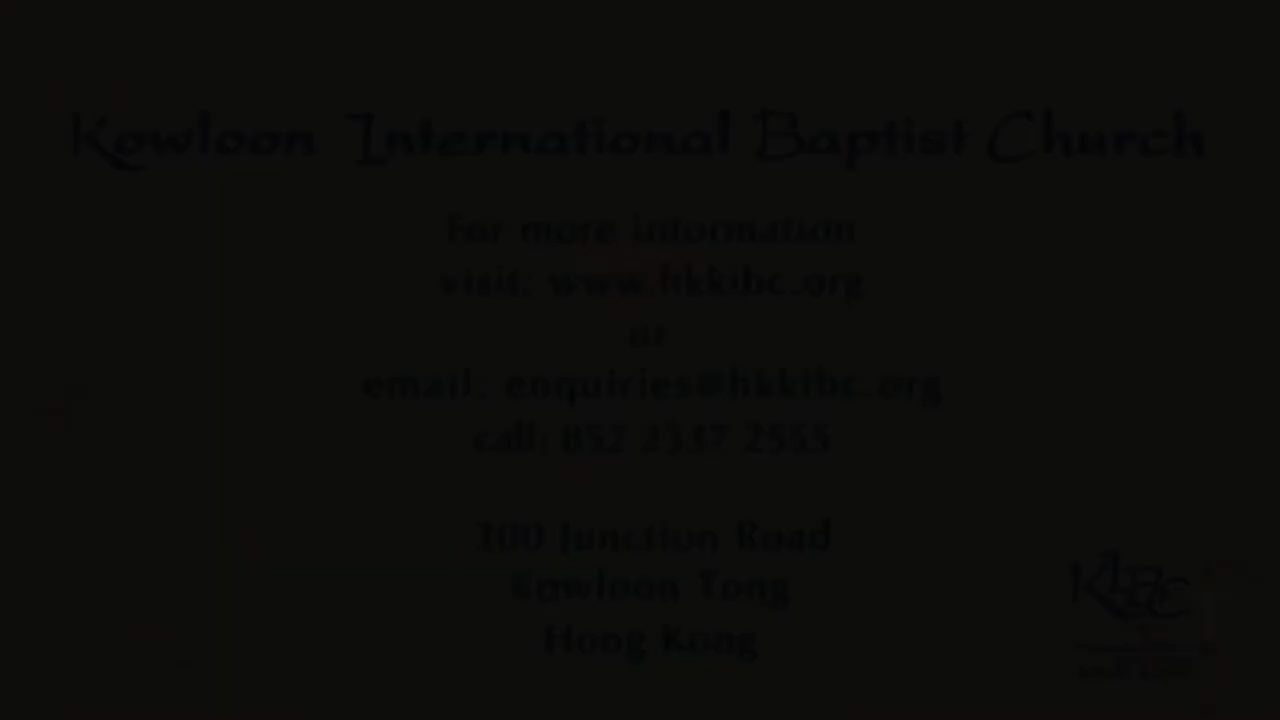 Kowloon International Baptist Church
For more information
visit: www.hkkibc.org
or
email: enquiries@hkkibc.org
call: 852 2337 2555
100 Junction Road
Kowloon Tong
Hong Kong
KIBC